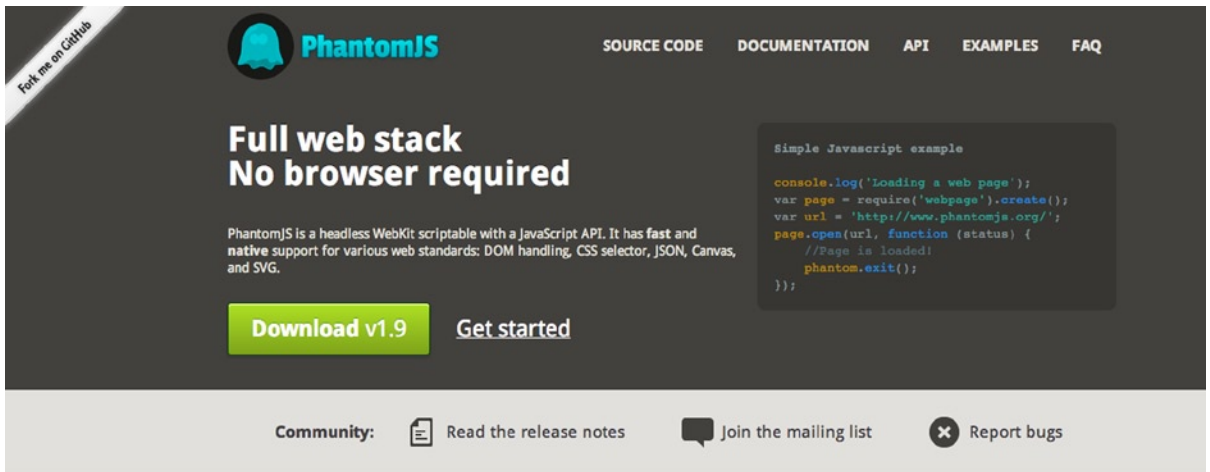 Fork me on GitHub
PhantomJS
SOURCE CODE DOCUMENTATION API EXAMPLES FAQ
Full web stack
No browser required
PhantomJS is a headless WebKit scriptable with a JavaScript API. It has fast and
native support for various web standards: DOM handling, CSS selector, JSON, Canvas,
and SVG.
Download v1.9 Get started
Simple Javascript example
console.log('Loading a web page');
var page = require('webpage').create();
var url = 'http://www.phantomjs.org/';
page.open(url, function (status) {
//Page is loaded!
phantom.exit();
});
Community: Read the release notes Join the mailing list Report bugs